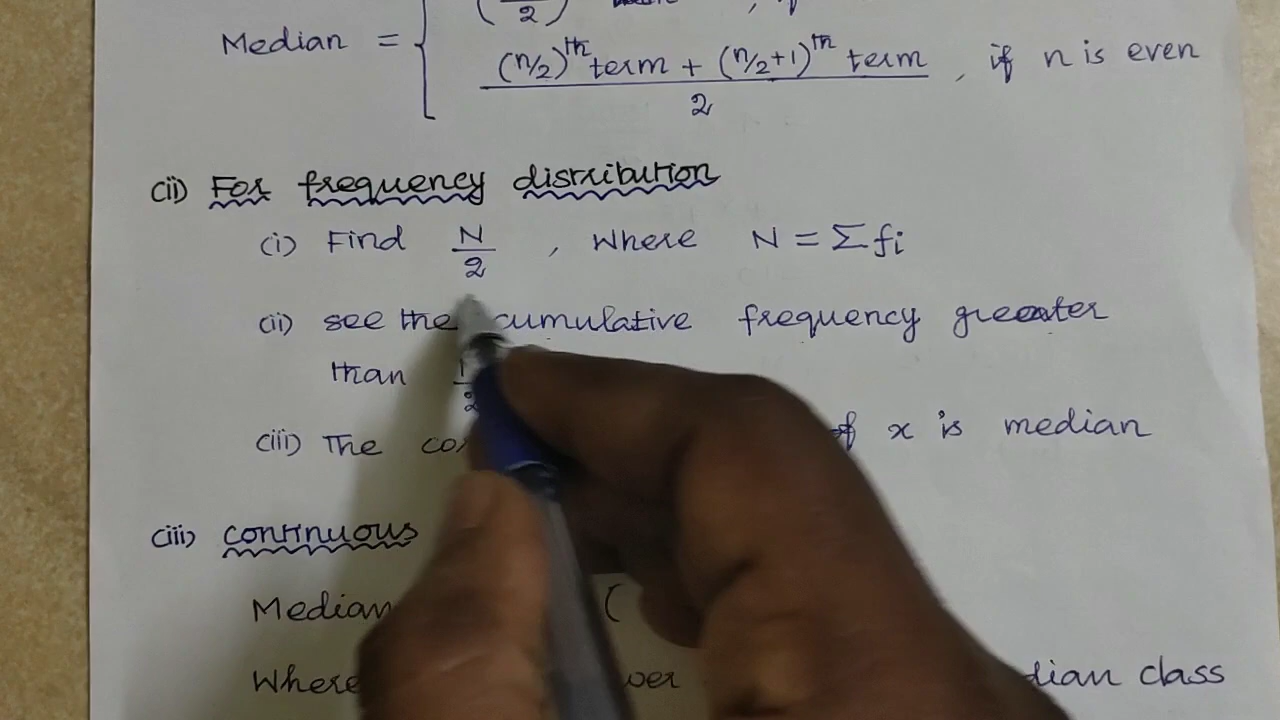 Median = { (n/2)ᵗʰ term + (n/2+1)ᵗʰ term / 2 , if n is even
(ii) For frequency distribution
(i) Find N/2 , Where N = Σfi
(ii) see the cumulative frequency greater
than
(iii) The of x is median
(iii) continuous
Median (
Where dian class